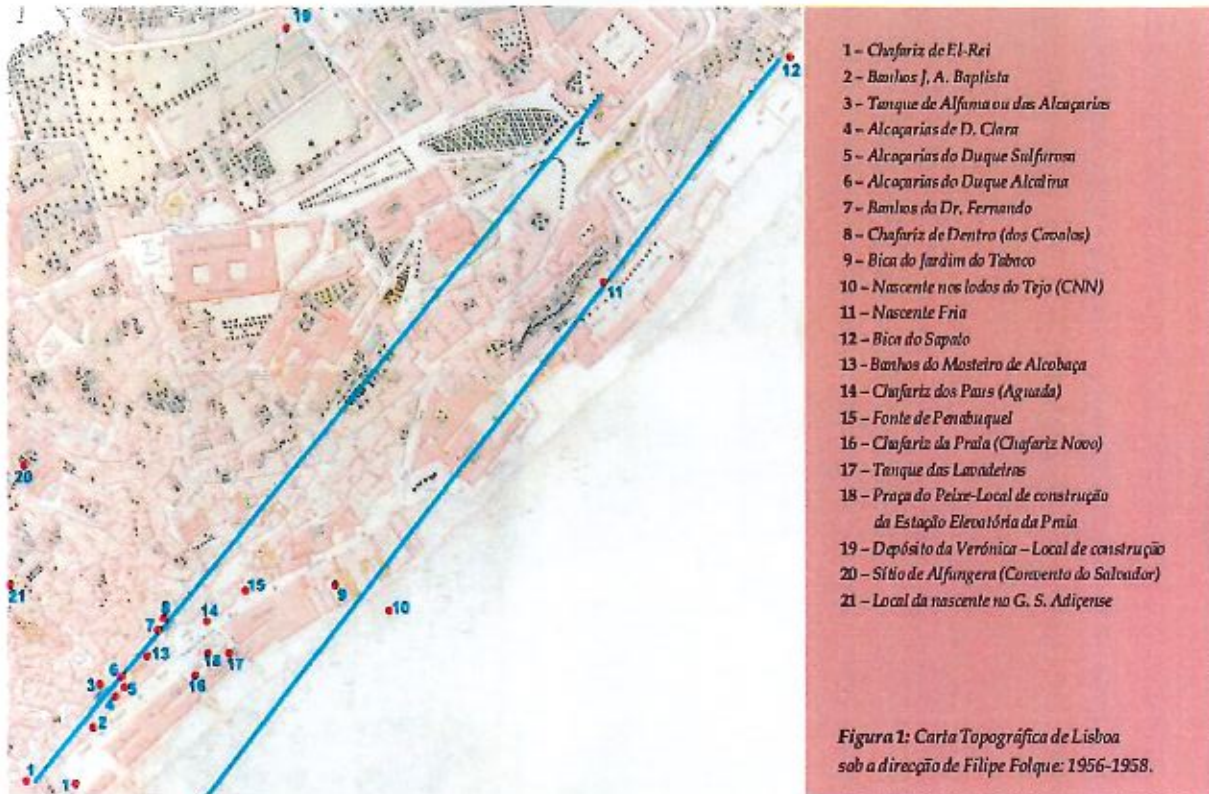 19
12
11
20
21
15
9
10
8
7
14
13
18
17
6
16
3
5
4
2
1
1
1 – Chafariz de El-Rei
2 – Banhos J. A. Baptista
3 – Tanque de Alfama ou das Alcaçarias
4 – Alcaçarias de D. Clara
5 – Alcaçarias do Duque Sulfurosa
6 – Alcaçarias do Duque Alcalina
7 – Banhos do Dr. Fernando
8 – Chafariz de Dentro (dos Cavalos)
9 – Bica do Jardim do Tabaco
10 – Nascente nos lodos do Tejo (CNN)
11 – Nascente Fria
12 – Bica do Sapato
13 – Banhos do Mosteiro de Alcobaça
14 – Chafariz dos Paus (Aguada)
15 – Fonte de Penabuquel
16 – Chafariz da Praia (Chafariz Novo)
17 – Tanque das Lavadeiras
18 – Praça do Peixe-Local de construção
da Estação Elevatória da Praia
19 – Depósito da Verónica – Local de construção
20 – Sítio de Alfungera (Convento do Salvador)
21 – Local da nascente no G. S. Adiçense
Figura 1: Carta Topográfica de Lisboa
sob a direcção de Filipe Folque: 1956-1958.